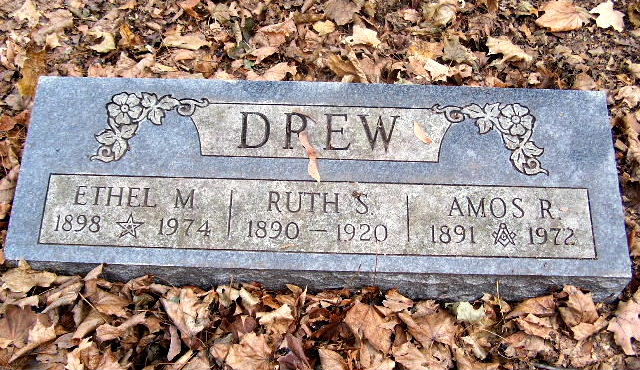 DREW
ETHEL M. RUTH S. AMOS R.
1898 1974 1890 — 1920 1891 1972